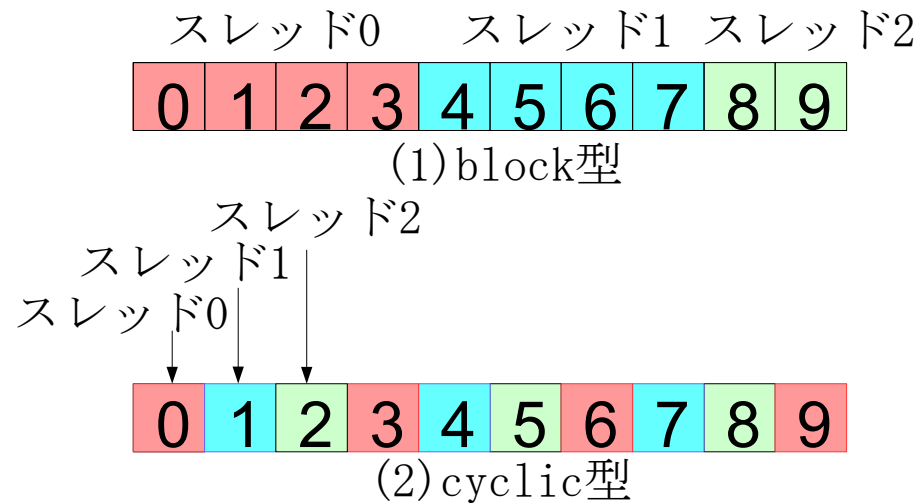 スレッド0 スレッド1 スレッド2
0 1 2 3 4 5 6 7 8 9
(1)block型
スレッド2
スレッド1
スレッド0
0 1 2 3 4 5 6 7 8 9
(2)cyclic型